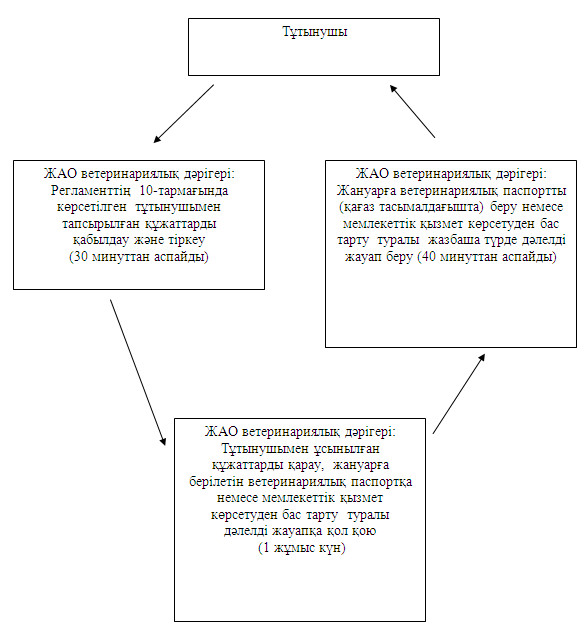 Тұтынушы
ЖАО ветеринариялық дәрігері:
Регламенттің 10-тармағында
көрсетілген тұтынушымен
тапсырылған құжаттарды
қабылдау және тіркеу
(30 минуттан аспайды)
ЖАО ветеринариялық дәрігері:
Жануарға ветеринариялық паспортты
(қағаз тасымалдағышта) беру немесе
мемлекеттік қызмет көрсетуден бас
тарту туралы жазбаша түрде дәлелді
жауап беру (40 минуттан аспайды)
ЖАО ветеринариялық дәрігері:
Тұтынушымен ұсынылған
құжаттарды қарау, жануарға
берілетін ветеринариялық паспортқа
немесе мемлекеттік қызмет
көрсетуден бас тарту туралы
дәлелді жауапқа қол қою
(1 жұмыс күн)